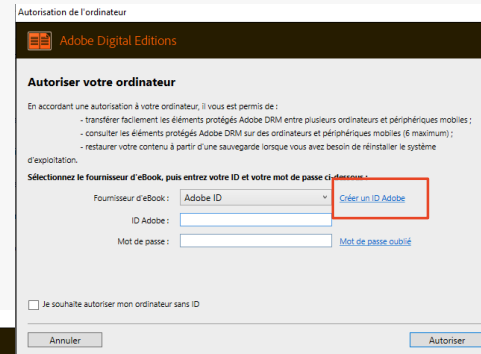 Autorisation de l'ordinateur
Adobe Digital Editions
Autoriser votre ordinateur
En accordant une autorisation à votre ordinateur, il vous est permis de :
- transférer facilement les éléments protégés Adobe DRM entre plusieurs ordinateurs et périphériques mobiles ;
- consulter les éléments protégés Adobe DRM sur des ordinateurs et périphériques mobiles (6 maximum) ;
- restaurer votre contenu à partir d'une sauvegarde lorsque vous avez besoin de réinstaller le système
d'exploitation.
Sélectionnez le fournisseur d'eBook, puis entrez votre ID et votre mot de passe ci-dessous :
Fournisseur d'eBook : Adobe ID Créer un ID Adobe
ID Adobe :
Mot de passe : Mot de passe oublié
Je souhaite autoriser mon ordinateur sans ID
Annuler Autoriser